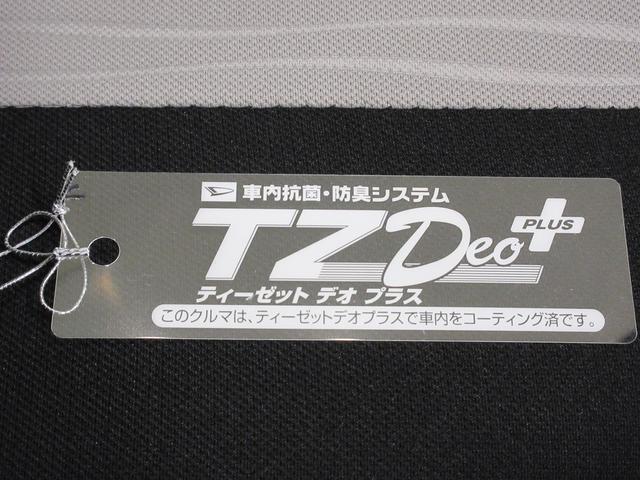 車内抗菌・防臭システム
TZDeo PLUS
ティーゼット デオ プラス
このクルマは、ティーゼットデオプラスで車内をコーティング済です。